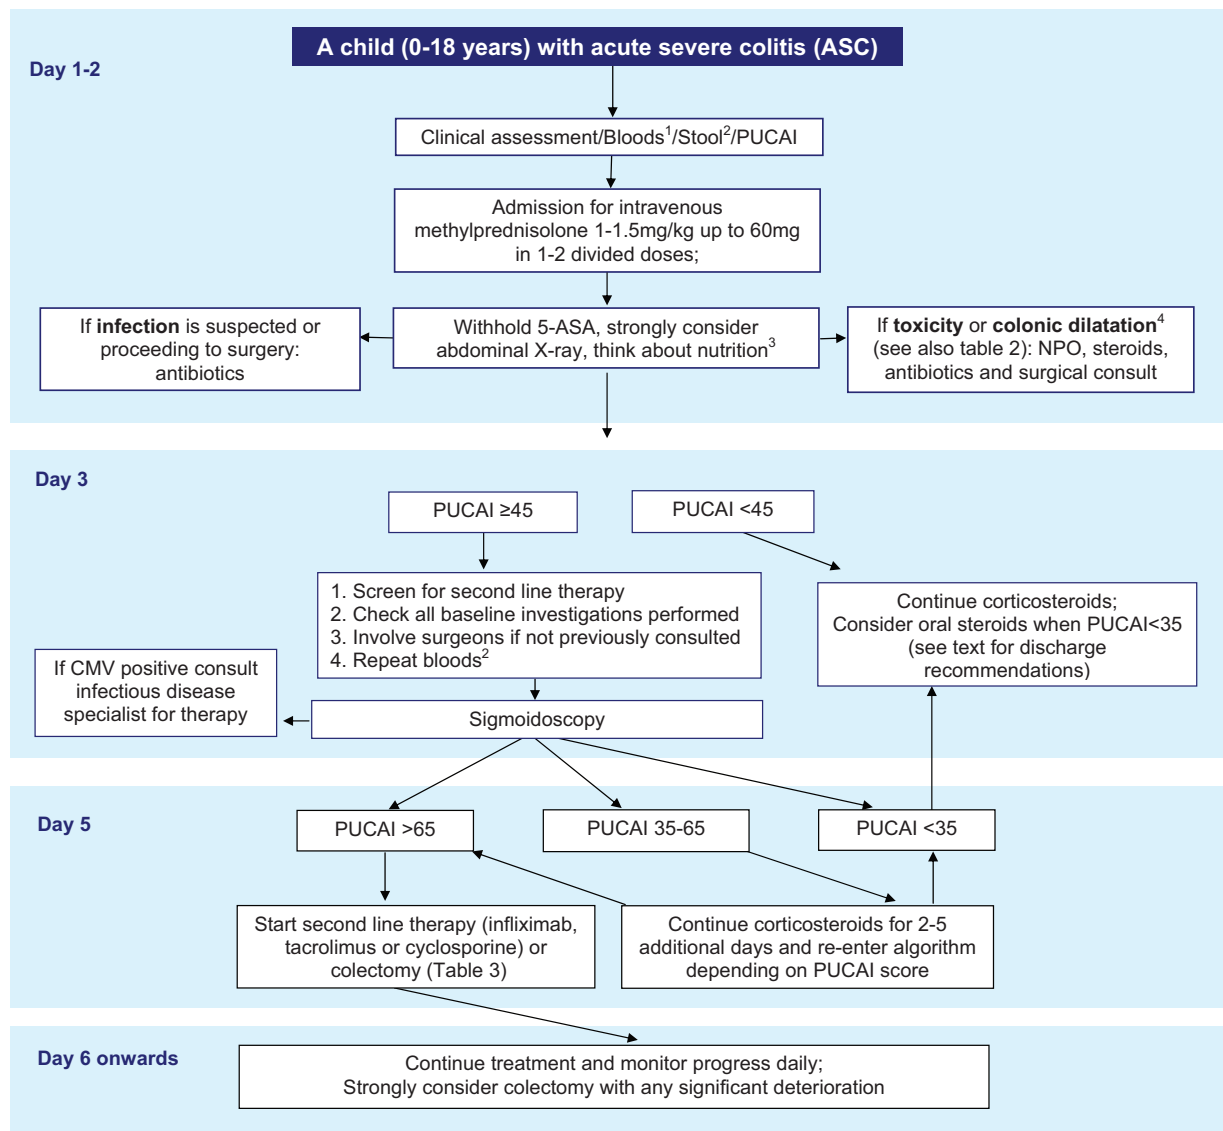 A child (0-18 years) with acute severe colitis (ASC)
Day 1-2
Clinical assessment/Bloods¹/Stool²/PUCAI
Admission for intravenous
methylprednisolone 1-1.5mg/kg up to 60mg
in 1-2 divided doses;
If infection is suspected or
proceeding to surgery:
antibiotics
Withhold 5-ASA, strongly consider
abdominal X-ray, think about nutrition³
If toxicity or colonic dilatation⁴
(see also table 2): NPO, steroids,
antibiotics and surgical consult
Day 3
PUCAI ≥45
PUCAI <45
1. Screen for second line therapy
2. Check all baseline investigations performed
3. Involve surgeons if not previously consulted
4. Repeat bloods²
Continue corticosteroids;
Consider oral steroids when PUCAI<35
(see text for discharge
recommendations)
If CMV positive consult
infectious disease
specialist for therapy
Sigmoidoscopy
Day 5
PUCAI >65
PUCAI 35-65
PUCAI <35
Start second line therapy (infliximab,
tacrolimus or cyclosporine) or
colectomy (Table 3)
Continue corticosteroids for 2-5
additional days and re-enter algorithm
depending on PUCAI score
Day 6 onwards
Continue treatment and monitor progress daily;
Strongly consider colectomy with any significant deterioration